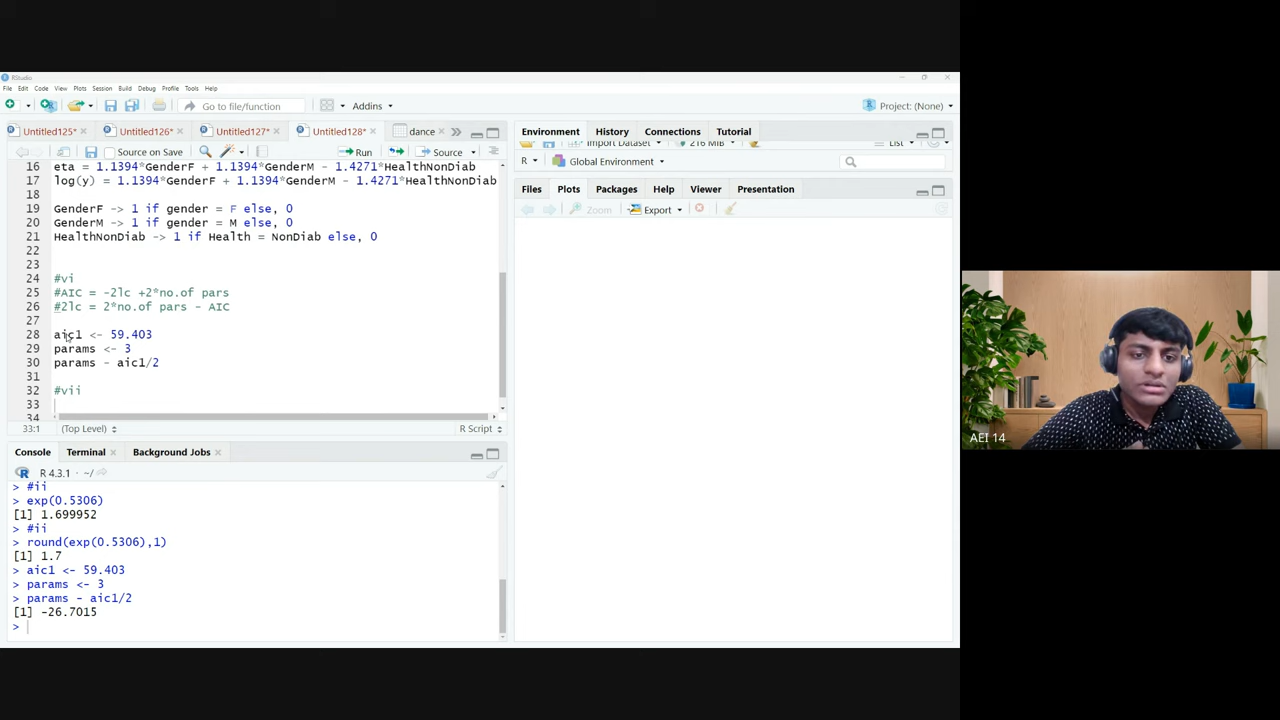 RStudio
File Edit Code View Plots Session Build Debug Profile Tools Help
Go to file/function
Addins
Project: (None)
Untitled125*
Untitled126*
Untitled127*
Untitled128*
dance
Source on Save
Run
Source
16 eta = 1.1394*GenderF + 1.1394*GenderM - 1.4271*HealthNonDiab
17 log(y) = 1.1394*GenderF + 1.1394*GenderM - 1.4271*HealthNonDiab
18
19 GenderF -> 1 if gender = F else, 0
20 GenderM -> 1 if gender = M else, 0
21 HealthNonDiab -> 1 if Health = NonDiab else, 0
22
23
24 #vi
25 #AIC = -2lc +2*no.of pars
26 #2lc = 2*no.of pars - AIC
27
28 aic1 <- 59.403
29 params <- 3
30 params - aic1/2
31
32 #vii
33
34
33:1 (Top Level) R Script
Console Terminal Background Jobs
R 4.3.1 · ~/
> #ii
> exp(0.5306)
[1] 1.699952
> #ii
> round(exp(0.5306),1)
[1] 1.7
> aic1 <- 59.403
> params <- 3
> params - aic1/2
[1] -26.7015
>
Environment History Connections Tutorial
Import Dataset 216 MiB List
R Global Environment
Files Plots Packages Help Viewer Presentation
Zoom Export
AEI 14